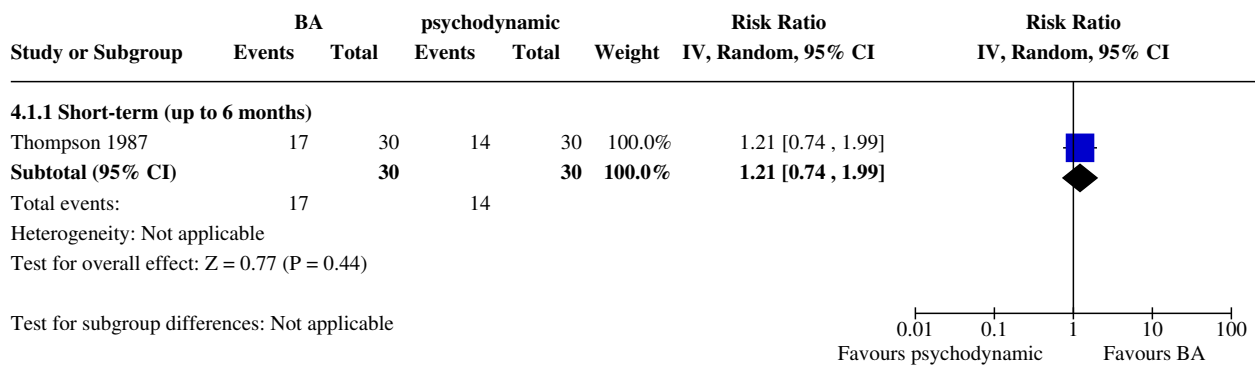 BA psychodynamic Risk Ratio Risk Ratio
Study or Subgroup Events Total Events Total Weight IV, Random, 95% CI IV, Random, 95% CI
4.1.1 Short-term (up to 6 months)
Thompson 1987 17 30 14 30 100.0% 1.21 [0.74 , 1.99]
Subtotal (95% CI) 30 30 100.0% 1.21 [0.74 , 1.99]
Total events: 17 14
Heterogeneity: Not applicable
Test for overall effect: Z = 0.77 (P = 0.44)
Test for subgroup differences: Not applicable
0.01 0.1 1 10 100
Favours psychodynamic Favours BA